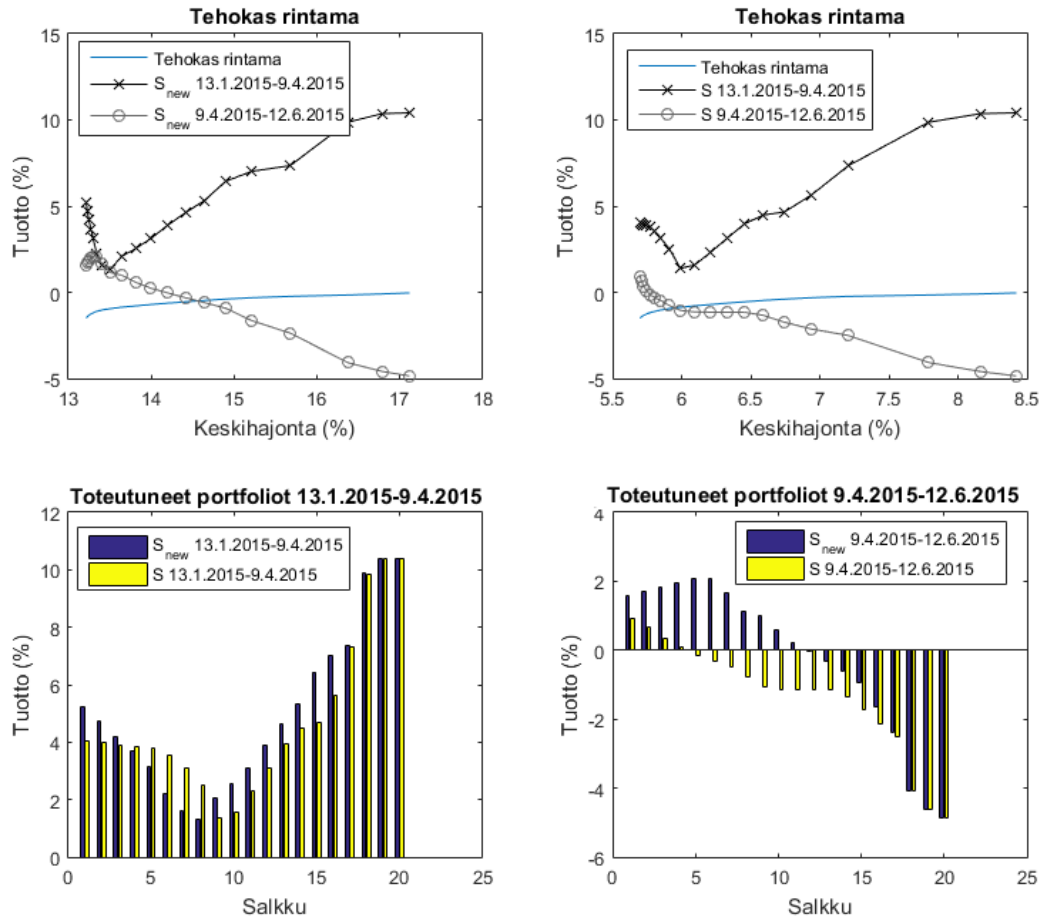 Tehokas rintama
15
10
5
0
-5
Tuotto (%)
Tehokas rintama
S new 13.1.2015-9.4.2015
S new 9.4.2015-12.6.2015
13 14 15 16 17 18
Keskihajonta (%)
Tehokas rintama
15
10
5
0
-5
Tuotto (%)
Tehokas rintama
S 13.1.2015-9.4.2015
S 9.4.2015-12.6.2015
5.5 6 6.5 7 7.5 8 8.5
Keskihajonta (%)
Toteutuneet portfoliot 13.1.2015-9.4.2015
12
10
8
6
4
2
0
Tuotto (%)
S new 13.1.2015-9.4.2015
S 13.1.2015-9.4.2015
0 5 10 15 20 25
Salkku
Toteutuneet portfoliot 9.4.2015-12.6.2015
4
2
0
-2
-4
-6
Tuotto (%)
S new 9.4.2015-12.6.2015
S 9.4.2015-12.6.2015
0 5 10 15 20 25
Salkku